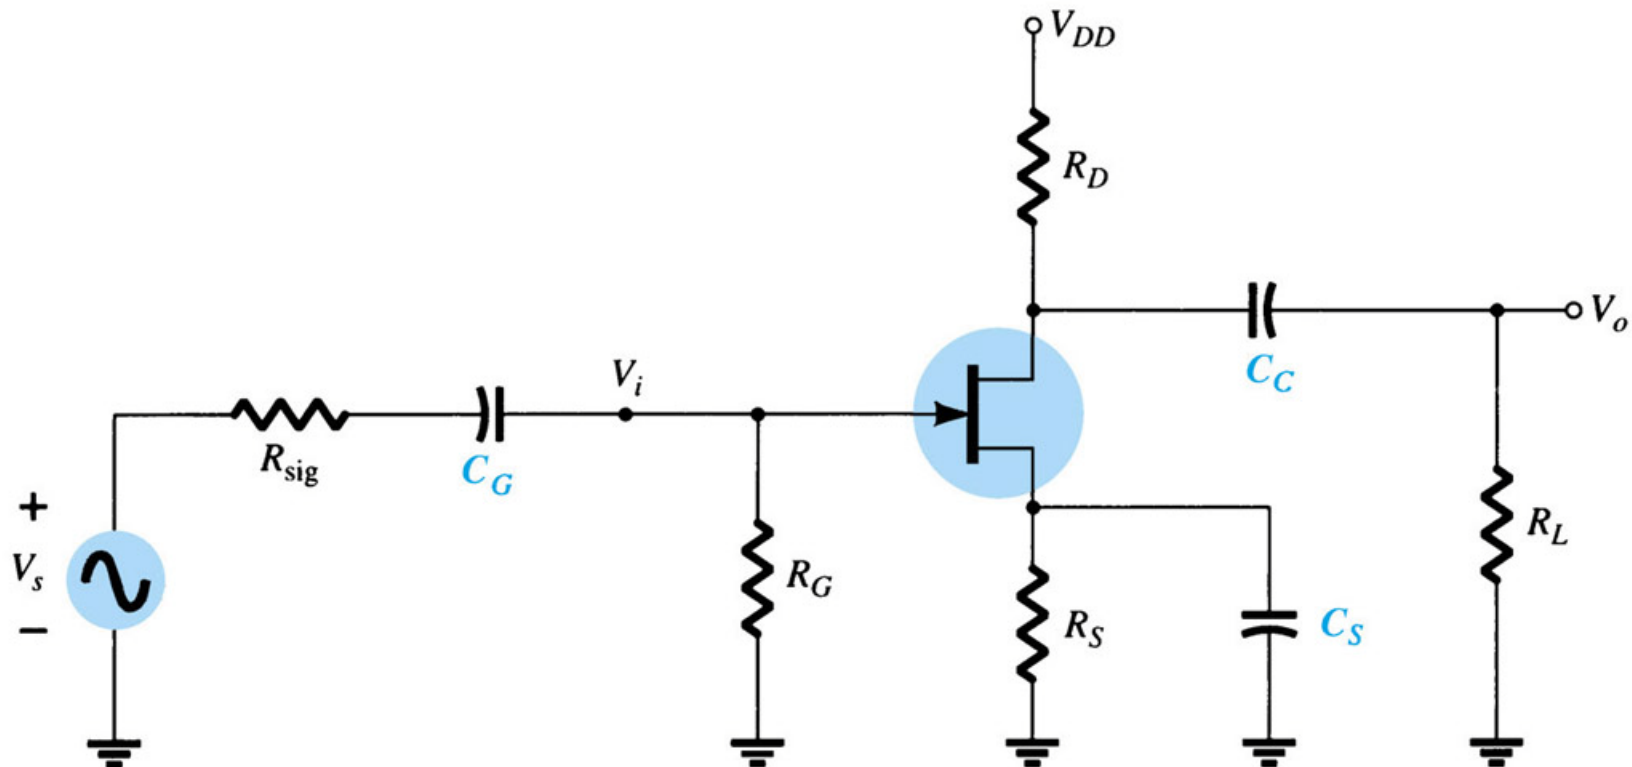 V_DD
R_D
V_o
C_C
V_i
R_sig
C_G
+
V_s
−
R_G
R_S
C_S
R_L